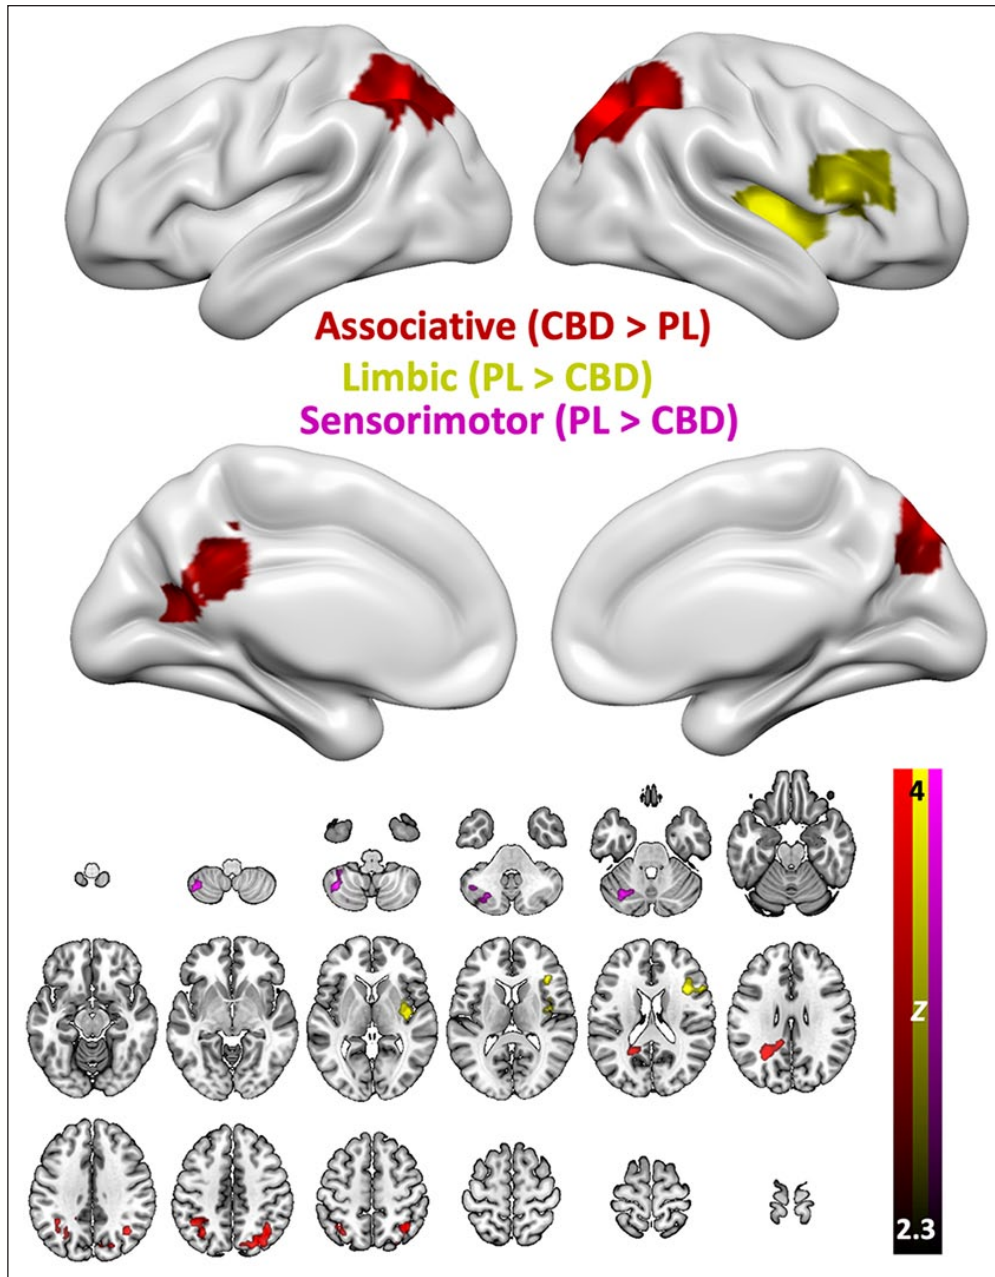 Associative (CBD > PL)
Limbic (PL > CBD)
Sensorimotor (PL > CBD)
4
Z
2.3